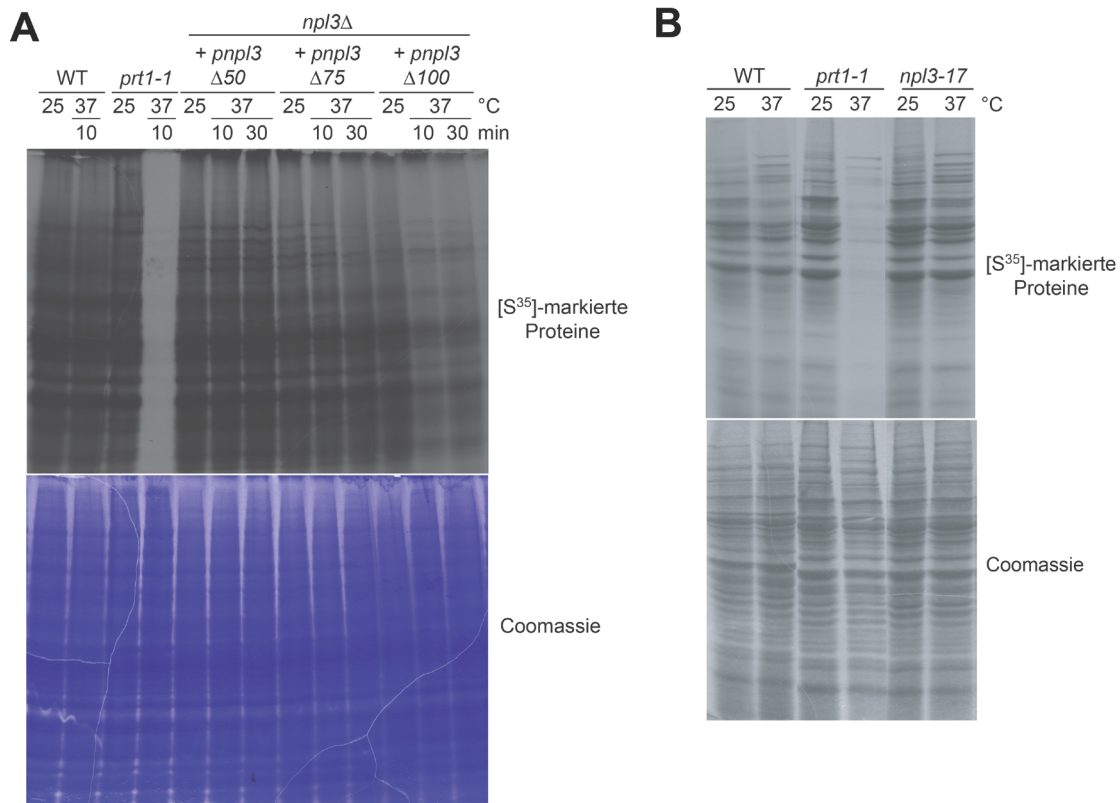 A
npl3Δ
+ pnpl3 + pnpl3 + pnpl3
WT prt1-1 Δ50 Δ75 Δ100
25 37 25 37 25 37 25 37 25 37 °C
10 10 10 30 10 30 10 30 min
[S³⁵]-markierte
Proteine
Coomassie
B
WT prt1-1 npl3-17
25 37 25 37 25 37 °C
[S³⁵]-markierte
Proteine
Coomassie